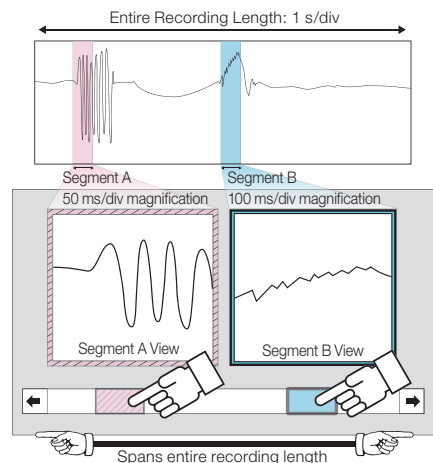 Entire Recording Length: 1 s/div
Segment A
Segment B
50 ms/div magnification
100 ms/div magnification
Segment A View
Segment B View
Spans entire recording length